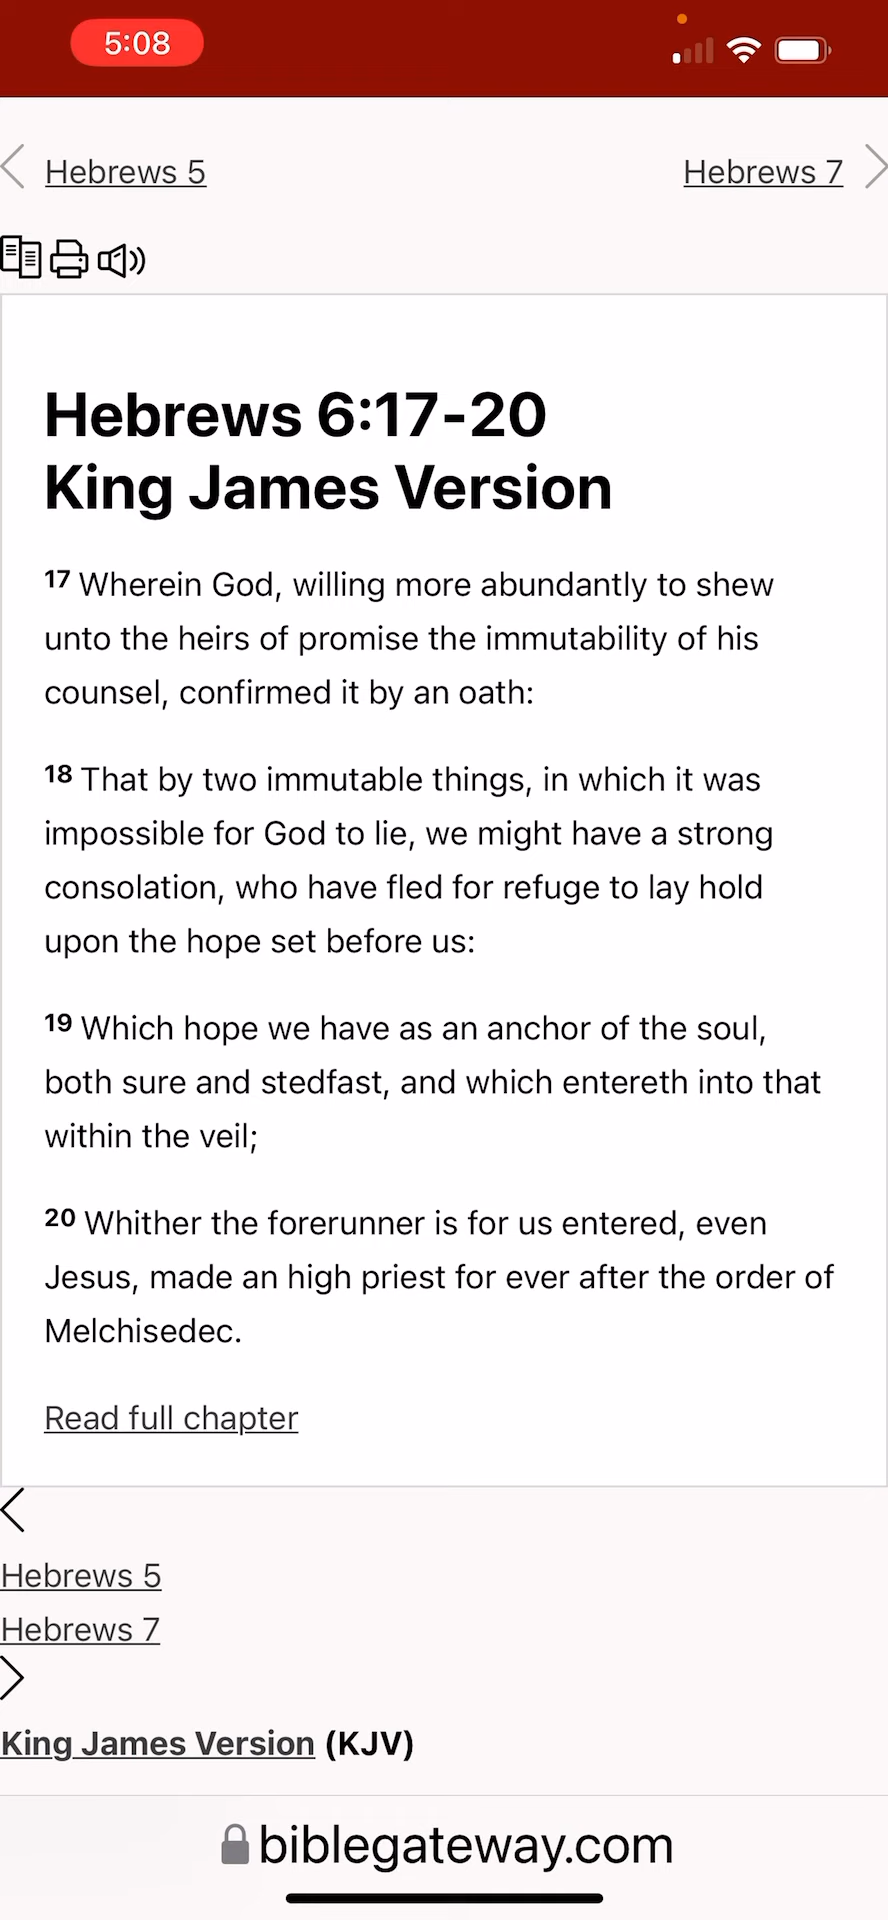 5:08
Hebrews 5
Hebrews 7
Hebrews 6:17-20
King James Version
17 Wherein God, willing more abundantly to shew
unto the heirs of promise the immutability of his
counsel, confirmed it by an oath:
18 That by two immutable things, in which it was
impossible for God to lie, we might have a strong
consolation, who have fled for refuge to lay hold
upon the hope set before us:
19 Which hope we have as an anchor of the soul,
both sure and stedfast, and which entereth into that
within the veil;
20 Whither the forerunner is for us entered, even
Jesus, made an high priest for ever after the order of
Melchisedec.
Read full chapter
Hebrews 5
Hebrews 7
King James Version (KJV)
biblegateway.com